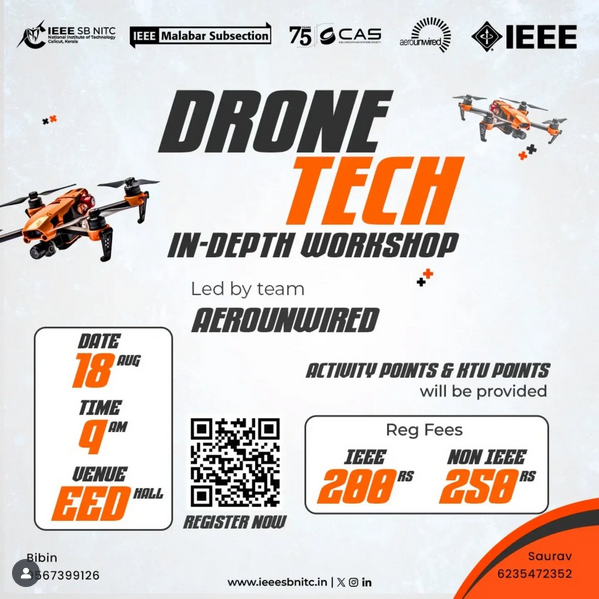 IEEE SB NITC
National Institute of Technology
Calicut, Kerala
IEEE Malabar Subsection
75
CAS
aerounwired
IEEE
DRONE
TECH
IN-DEPTH WORKSHOP
Led by team
AEROUNWIRED
DATE
18 AUG
TIME
9 AM
VENUE
EED HALL
ACTIVITY POINTS & KTU POINTS
will be provided
Reg Fees
IEEE
200 RS
NON IEEE
250 RS
REGISTER NOW
Bibin
567399126
Saurav
6235472352
www.ieeesbnitc.in | X in